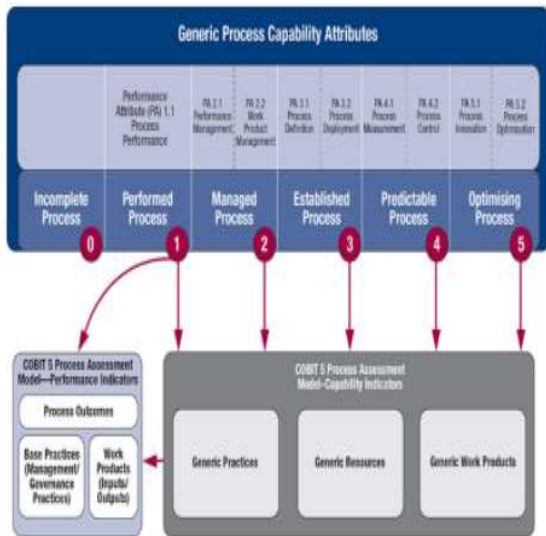 Generic Process Capability Attributes
Performance
Attribute (PA) 1.1
Process
Performance
PA 2.1
Performance
Management
PA 2.2
Work
Product
Management
PA 3.1
Process
Definition
PA 3.2
Process
Deployment
PA 4.1
Process
Measurement
PA 4.2
Process
Control
PA 5.1
Process
Innovation
PA 5.2
Process
Optimisation
Incomplete
Process
0
Performed
Process
1
Managed
Process
2
Established
Process
3
Predictable
Process
4
Optimising
Process
5
COBIT 5 Process Assessment
Model—Performance Indicators
Process Outcomes
Base Practices
(Management/
Governance
Practices)
Work
Products
(Inputs/
Outputs)
COBIT 5 Process Assessment
Model–Capability Indicators
Generic Practices
Generic Resources
Generic Work Products